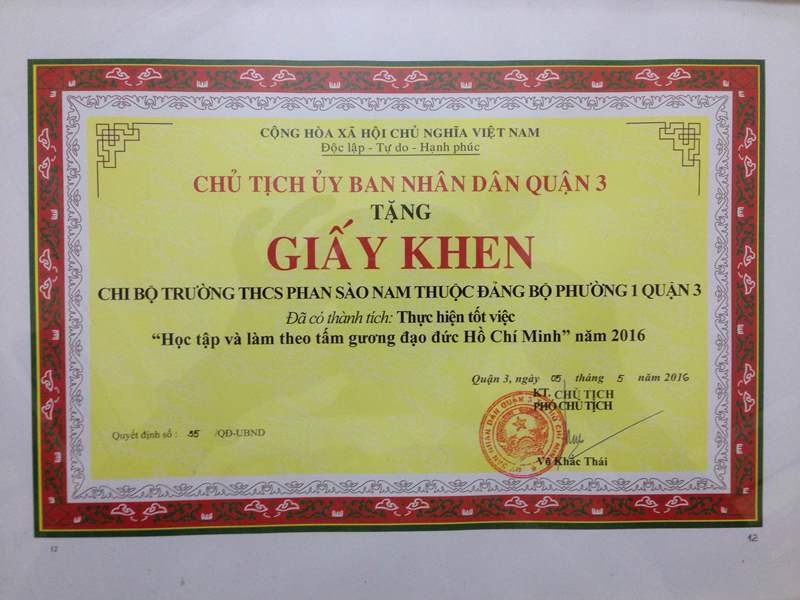 CỘNG HÒA XÃ HỘI CHỦ NGHĨA VIỆT NAM
Độc lập - Tự do - Hạnh phúc
CHỦ TỊCH ỦY BAN NHÂN DÂN QUẬN 3
TẶNG
GIẤY KHEN
CHI BỘ TRƯỜNG THCS PHAN SÀO NAM THUỘC ĐẢNG BỘ PHƯỜNG 1 QUẬN 3
Đã có thành tích: Thực hiện tốt việc
“Học tập và làm theo tấm gương đạo đức Hồ Chí Minh” năm 2016
Quận 3, ngày 05 tháng 5 năm 2016
KT. CHỦ TỊCH
PHÓ CHỦ TỊCH
Quyết định số : 35 /QĐ-UBND
Võ Khắc Thái
12
12